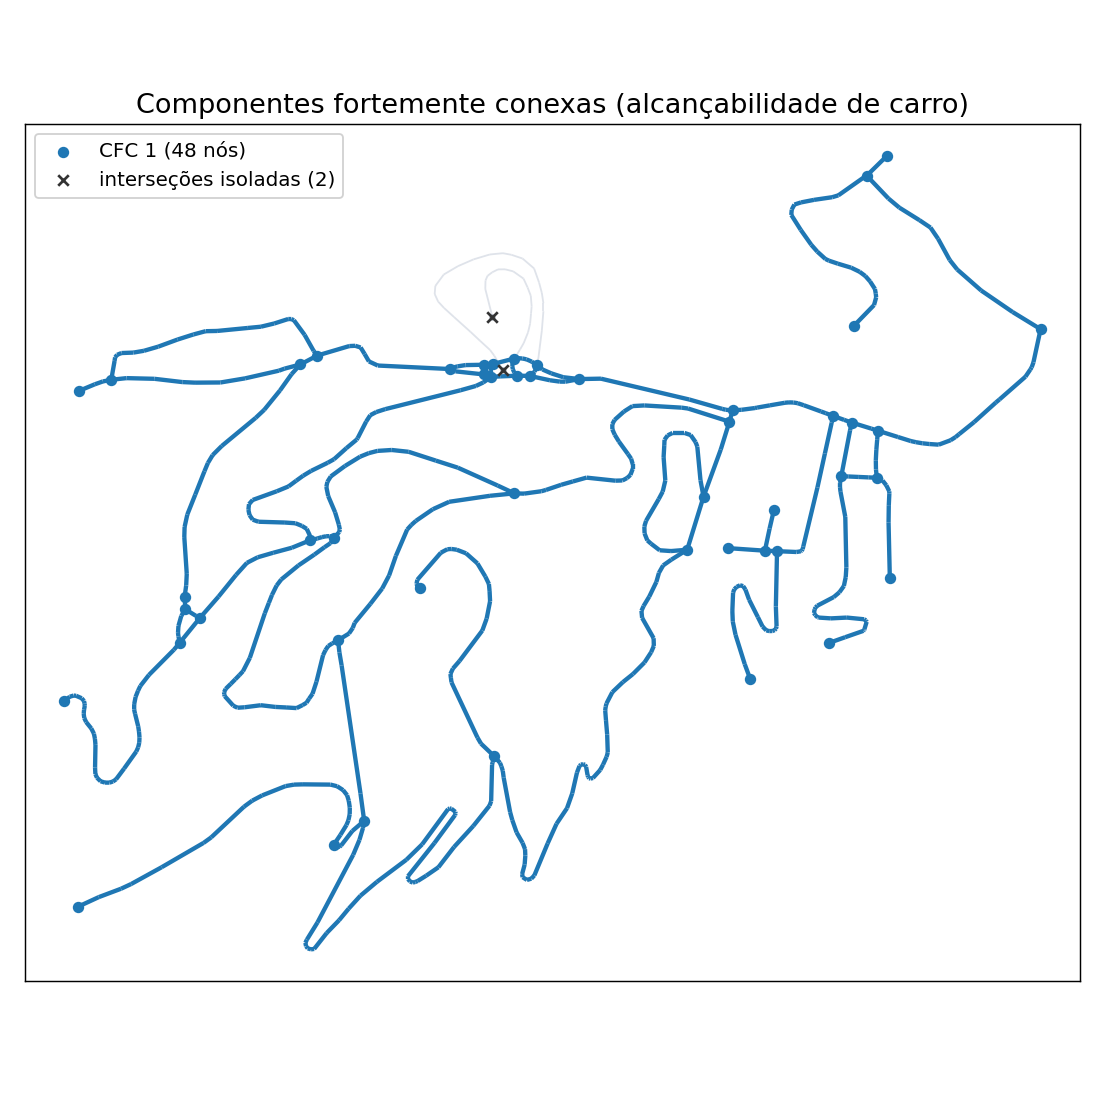 Componentes fortemente conexas (alcançabilidade de carro)
CFC 1 (48 nós)
interseções isoladas (2)